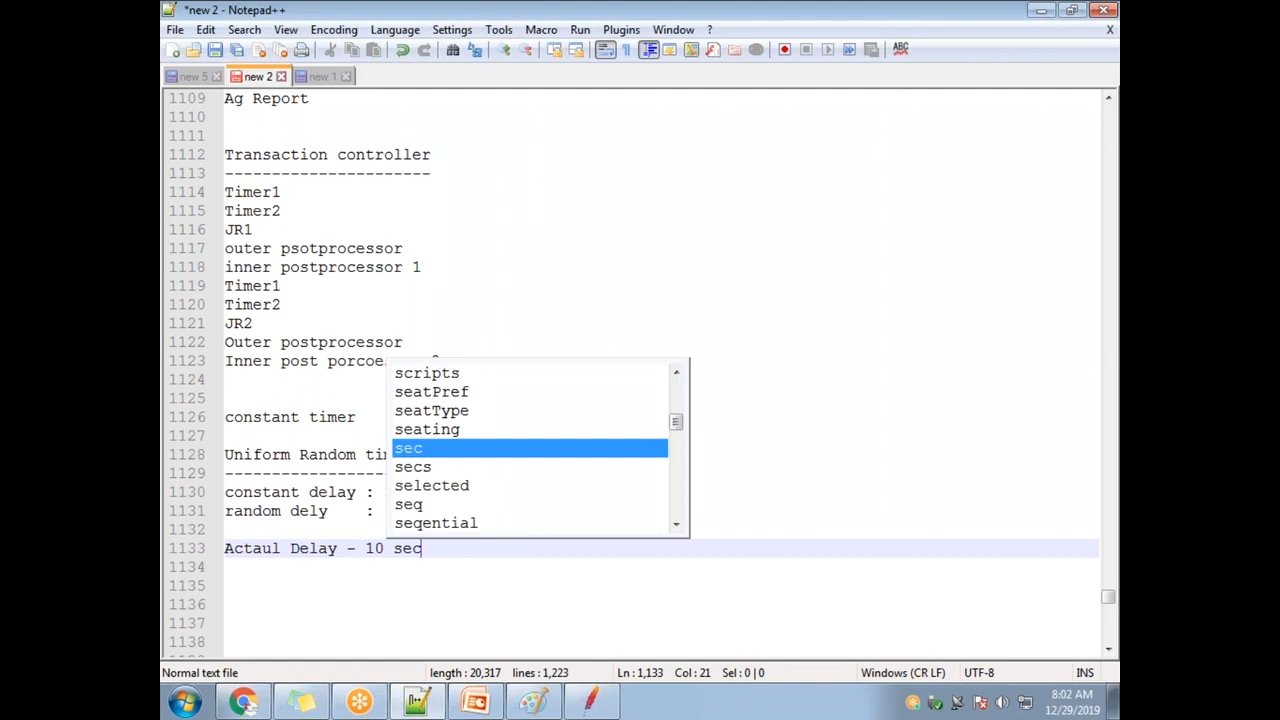 *new 2 - Notepad++
File Edit Search View Encoding Language Settings Tools Macro Run Plugins Window ? X
new 5 new 2 new 1
1109 Ag Report
1110
1111
1112 Transaction controller
1113 ----------------------
1114 Timer1
1115 Timer2
1116 JR1
1117 outer psotprocessor
1118 inner postprocessor 1
1119 Timer1
1120 Timer2
1121 JR2
1122 Outer postprocessor
1123 Inner post porcoes
1124
1125
1126 constant timer
1127
1128 Uniform Random tim
1129 -----------------
1130 constant delay :
1131 random dely :
1132
1133 Actaul Delay - 10 sec
1134
1135
1136
1137
1138
scripts
seatPref
seatType
seating
sec
secs
selected
seq
seqential
Normal text file length : 20,317 lines : 1,223 Ln : 1,133 Col : 21 Sel : 0 | 0 Windows (CR LF) UTF-8 INS
8:02 AM
12/29/2019